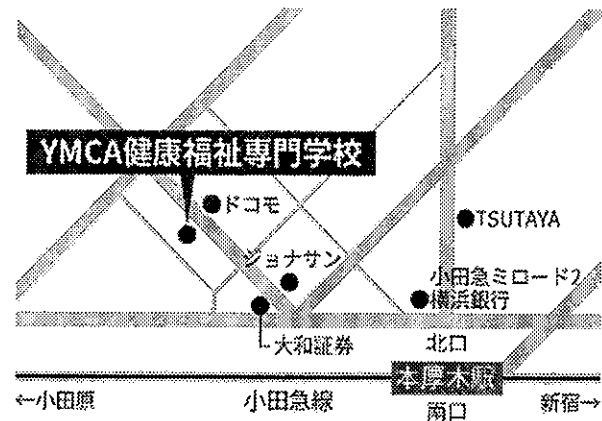 YMCA健康福祉専門学校
ドコモ
TSUTAYA
ジョナサン
小田急ミロード2
横浜銀行
大和証券
北口
本厚木駅
←小田原
小田急線
南口
新宿→